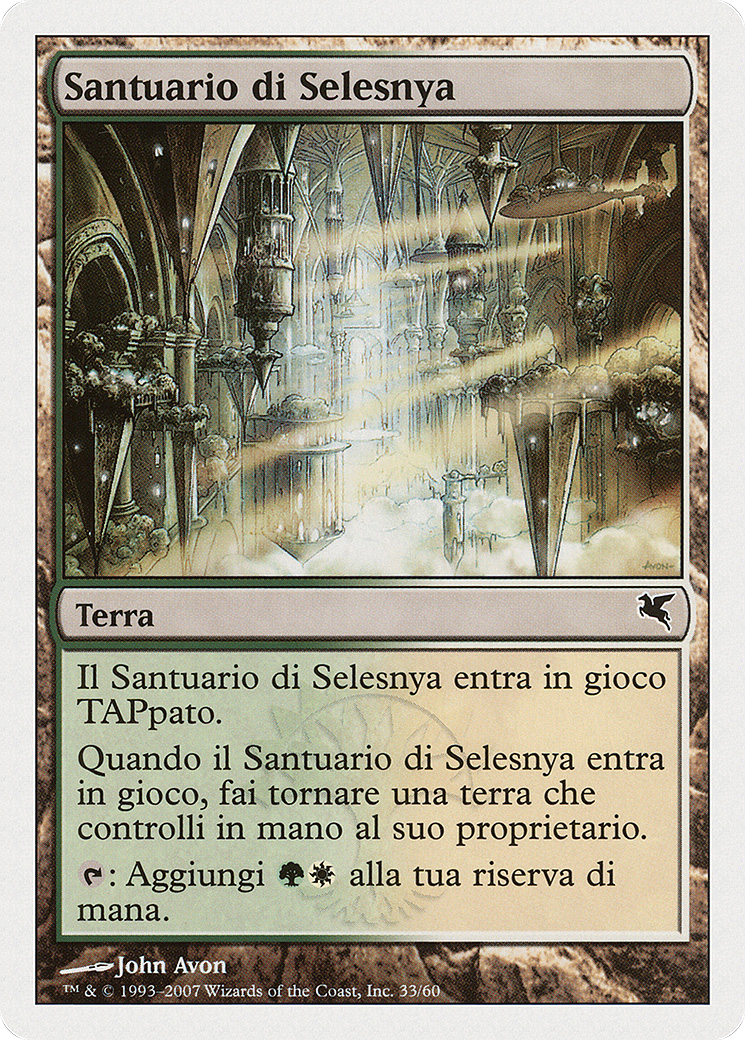 Santuario di Selesnya
AVON
Terra
Il Santuario di Selesnya entra in gioco
TAPpato.
Quando il Santuario di Selesnya entra
in gioco, fai tornare una terra che
controlli in mano al suo proprietario.
: Aggiungi alla tua riserva di
mana.
John Avon
™ & © 1993–2007 Wizards of the Coast, Inc. 33/60